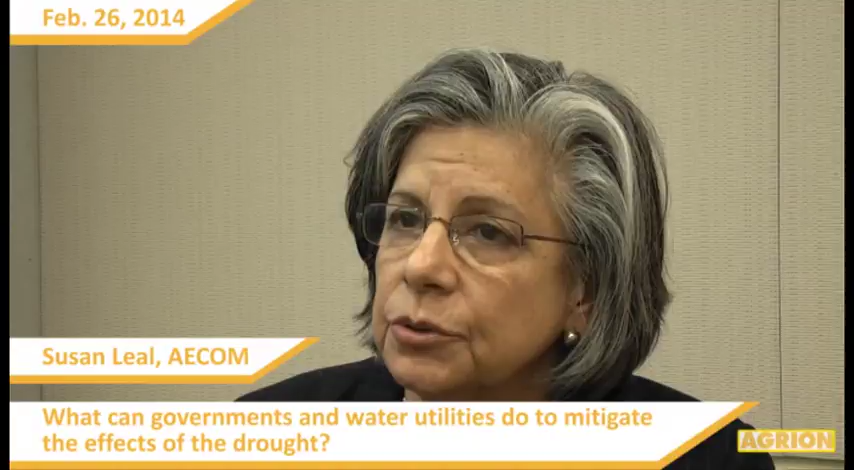 Feb. 26, 2014
Susan Leal, AECOM
What can governments and water utilities do to mitigate
the effects of the drought?
AGRION